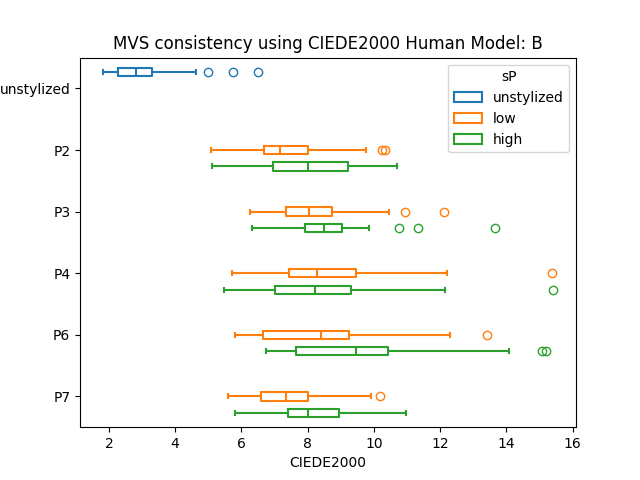 MVS consistency using CIEDE2000 Human Model: B
sP
unstylized
low
high
unstylized
P2
P3
P4
P6
P7
2 4 6 8 10 12 14 16
CIEDE2000